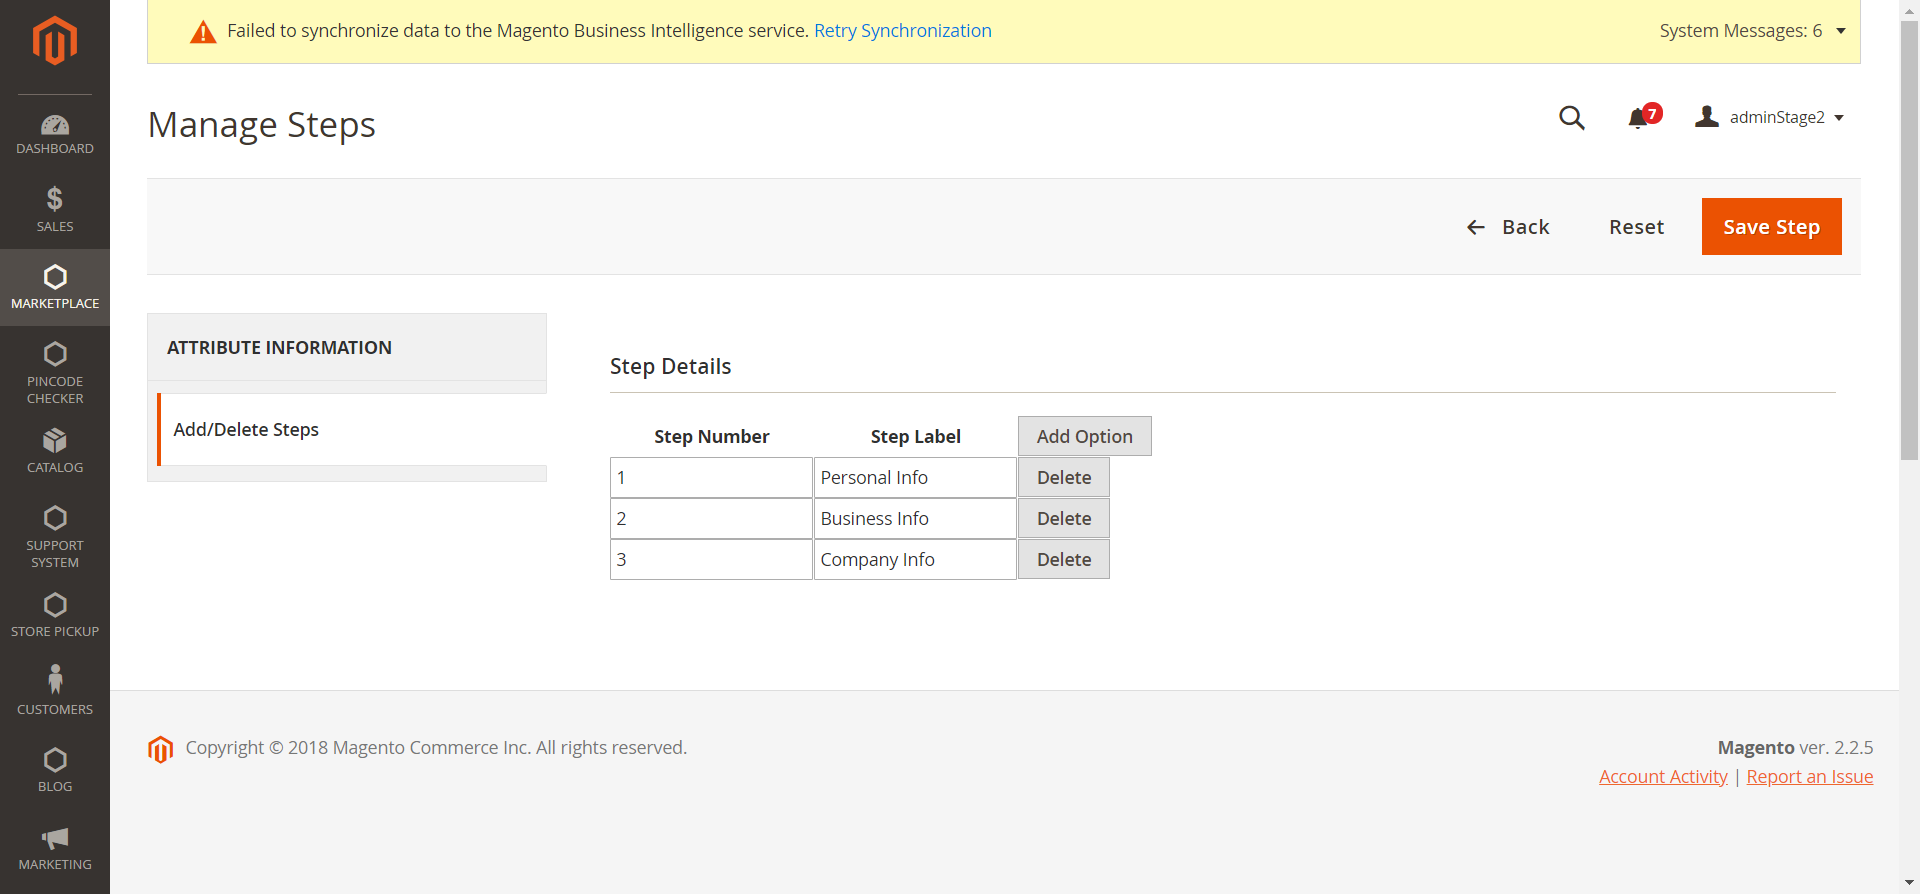 Failed to synchronize data to the Magento Business Intelligence service. Retry Synchronization
System Messages: 6
Manage Steps
7
adminStage2
DASHBOARD
SALES
MARKETPLACE
PINCODE
CHECKER
CATALOG
SUPPORT
SYSTEM
STORE PICKUP
CUSTOMERS
BLOG
MARKETING
Back
Reset
Save Step
ATTRIBUTE INFORMATION
Add/Delete Steps
Step Details
Step Number Step Label Add Option
1 Personal Info Delete
2 Business Info Delete
3 Company Info Delete
Copyright © 2018 Magento Commerce Inc. All rights reserved.
Magento ver. 2.2.5
Account Activity | Report an Issue